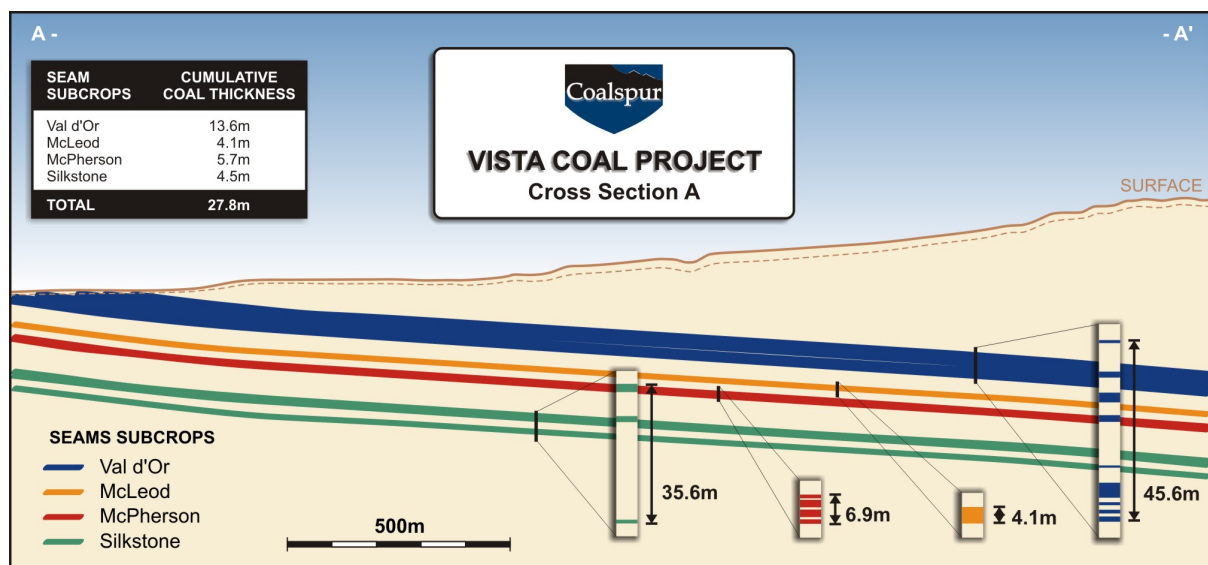 A -
- A'
SEAM SUBCROPS
CUMULATIVE COAL THICKNESS
Val d'Or 13.6m
McLeod 4.1m
McPherson 5.7m
Silkstone 4.5m
TOTAL 27.8m
Coalspur
VISTA COAL PROJECT
Cross Section A
SURFACE
SEAMS SUBCROPS
Val d'Or
McLeod
McPherson
Silkstone
500m
35.6m
6.9m
4.1m
45.6m